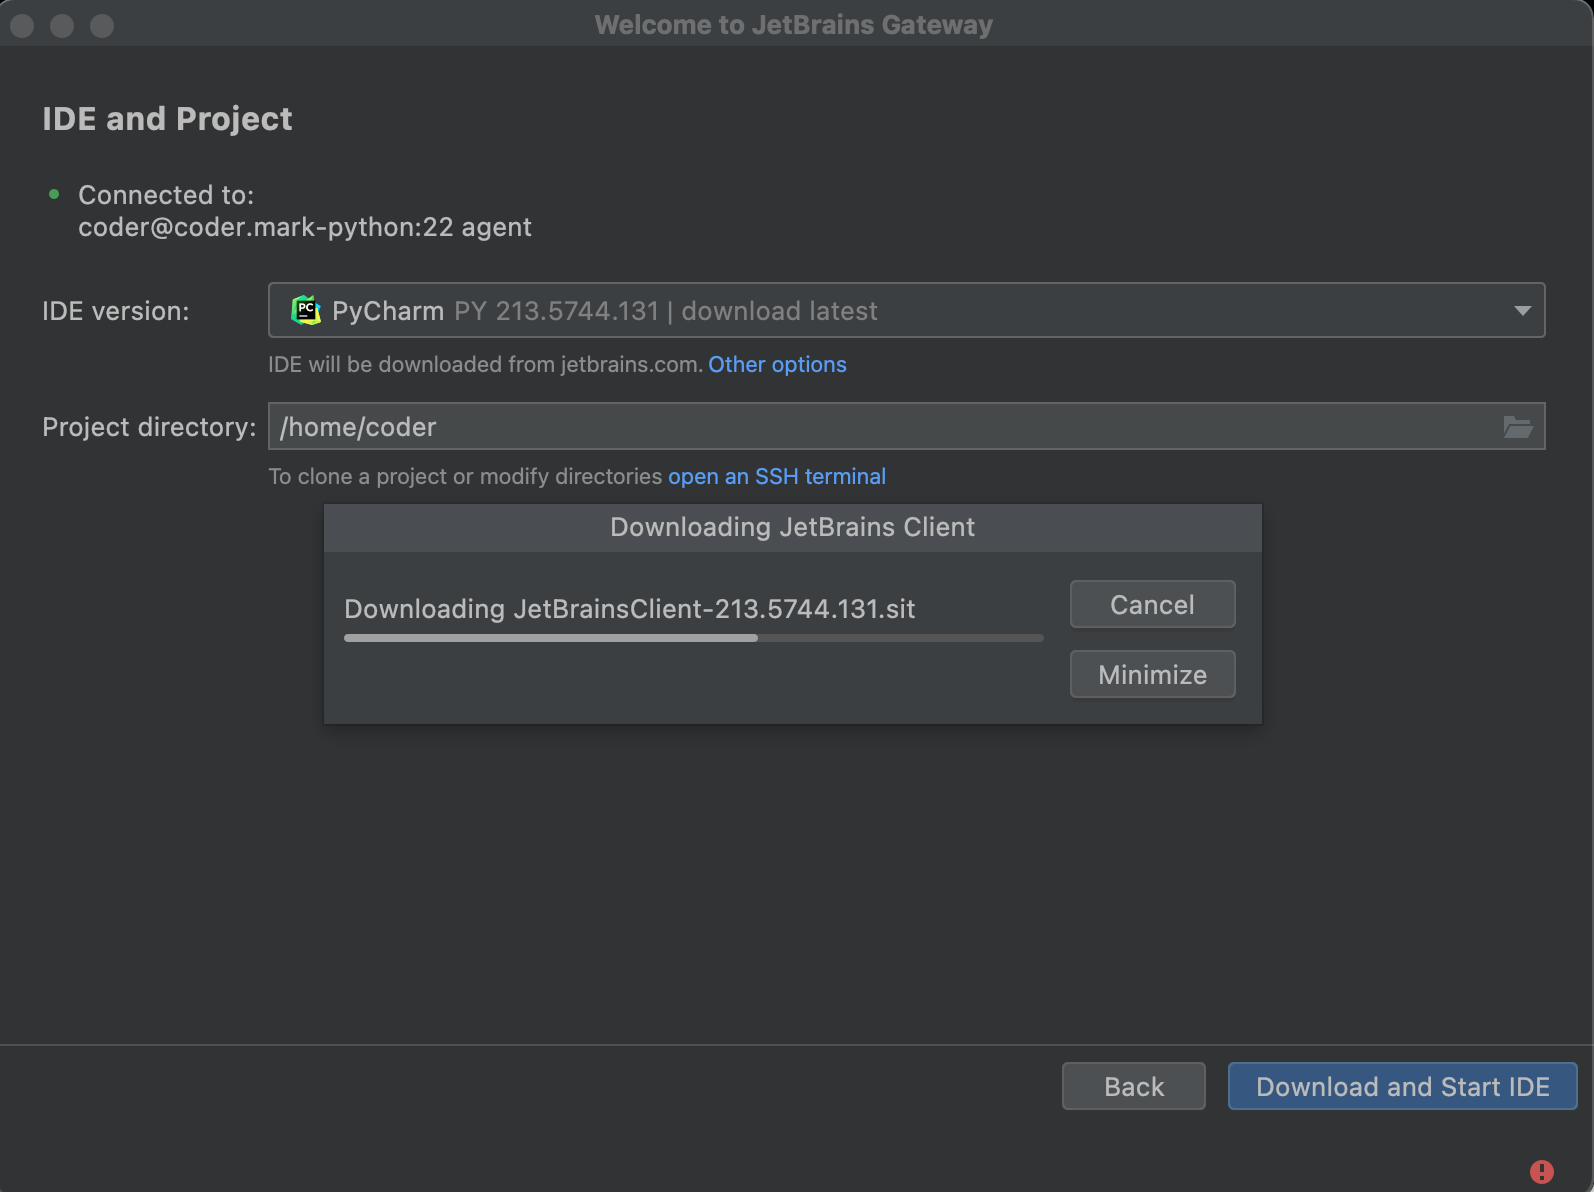 Welcome to JetBrains Gateway
IDE and Project
Connected to:
coder@coder.mark-python:22 agent
IDE version:
PC
PyCharm PY 213.5744.131 | download latest
IDE will be downloaded from jetbrains.com. Other options
Project directory:
/home/coder
To clone a project or modify directories open an SSH terminal
Downloading JetBrains Client
Downloading JetBrainsClient-213.5744.131.sit
Cancel
Minimize
Back
Download and Start IDE